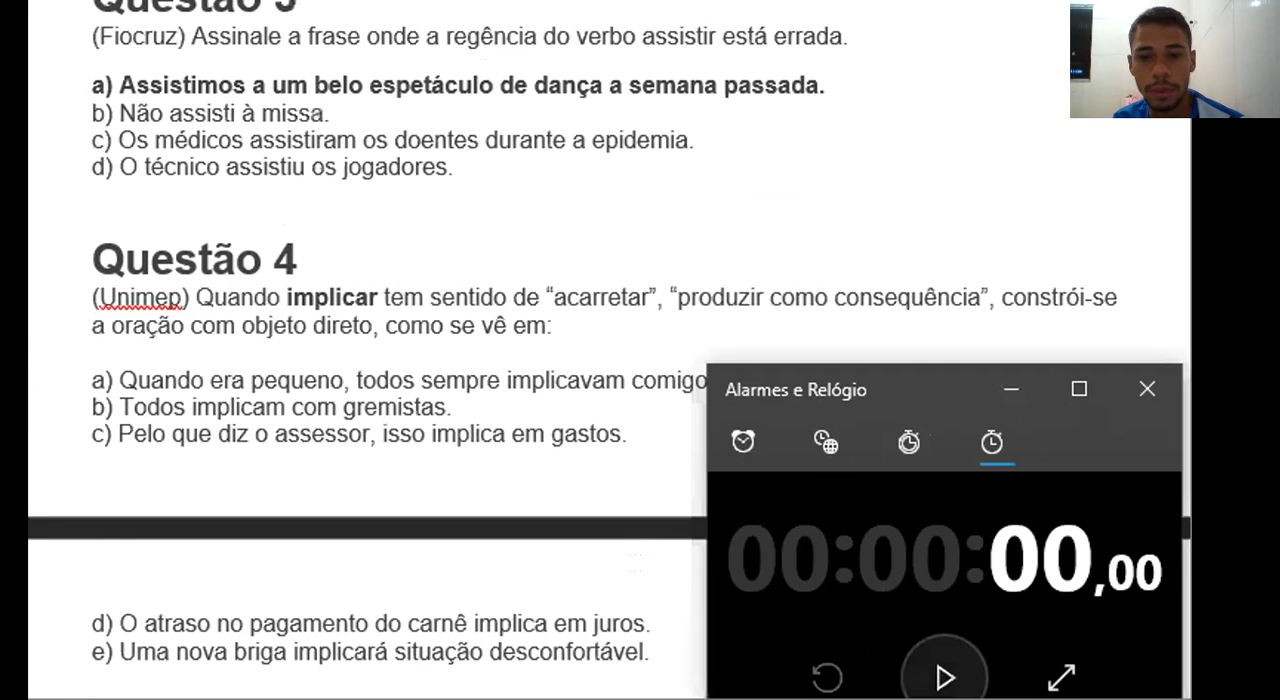 Questão 3
(Fiocruz) Assinale a frase onde a regência do verbo assistir está errada.
a) Assistimos a um belo espetáculo de dança a semana passada.
b) Não assisti à missa.
c) Os médicos assistiram os doentes durante a epidemia.
d) O técnico assistiu os jogadores.
Questão 4
(Unimep) Quando implicar tem sentido de “acarretar”, “produzir como consequência”, constrói-se
a oração com objeto direto, como se vê em:
a) Quando era pequeno, todos sempre implicavam comigo
b) Todos implicam com gremistas.
c) Pelo que diz o assessor, isso implica em gastos.
Alarmes e Relógio
00:00:00,00
d) O atraso no pagamento do carnê implica em juros.
e) Uma nova briga implicará situação desconfortável.